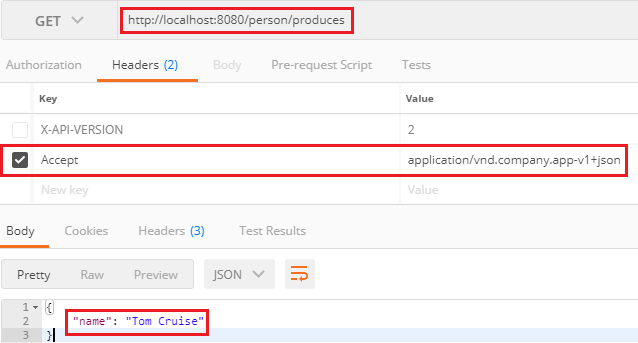 GET http://localhost:8080/person/produces
Authorization Headers (2) Body Pre-request Script Tests
Key Value
X-API-VERSION 2
Accept application/vnd.company.app-v1+json
New key Value
Body Cookies Headers (3) Test Results
Pretty Raw Preview JSON
1 {
2 "name": "Tom Cruise"
3 }